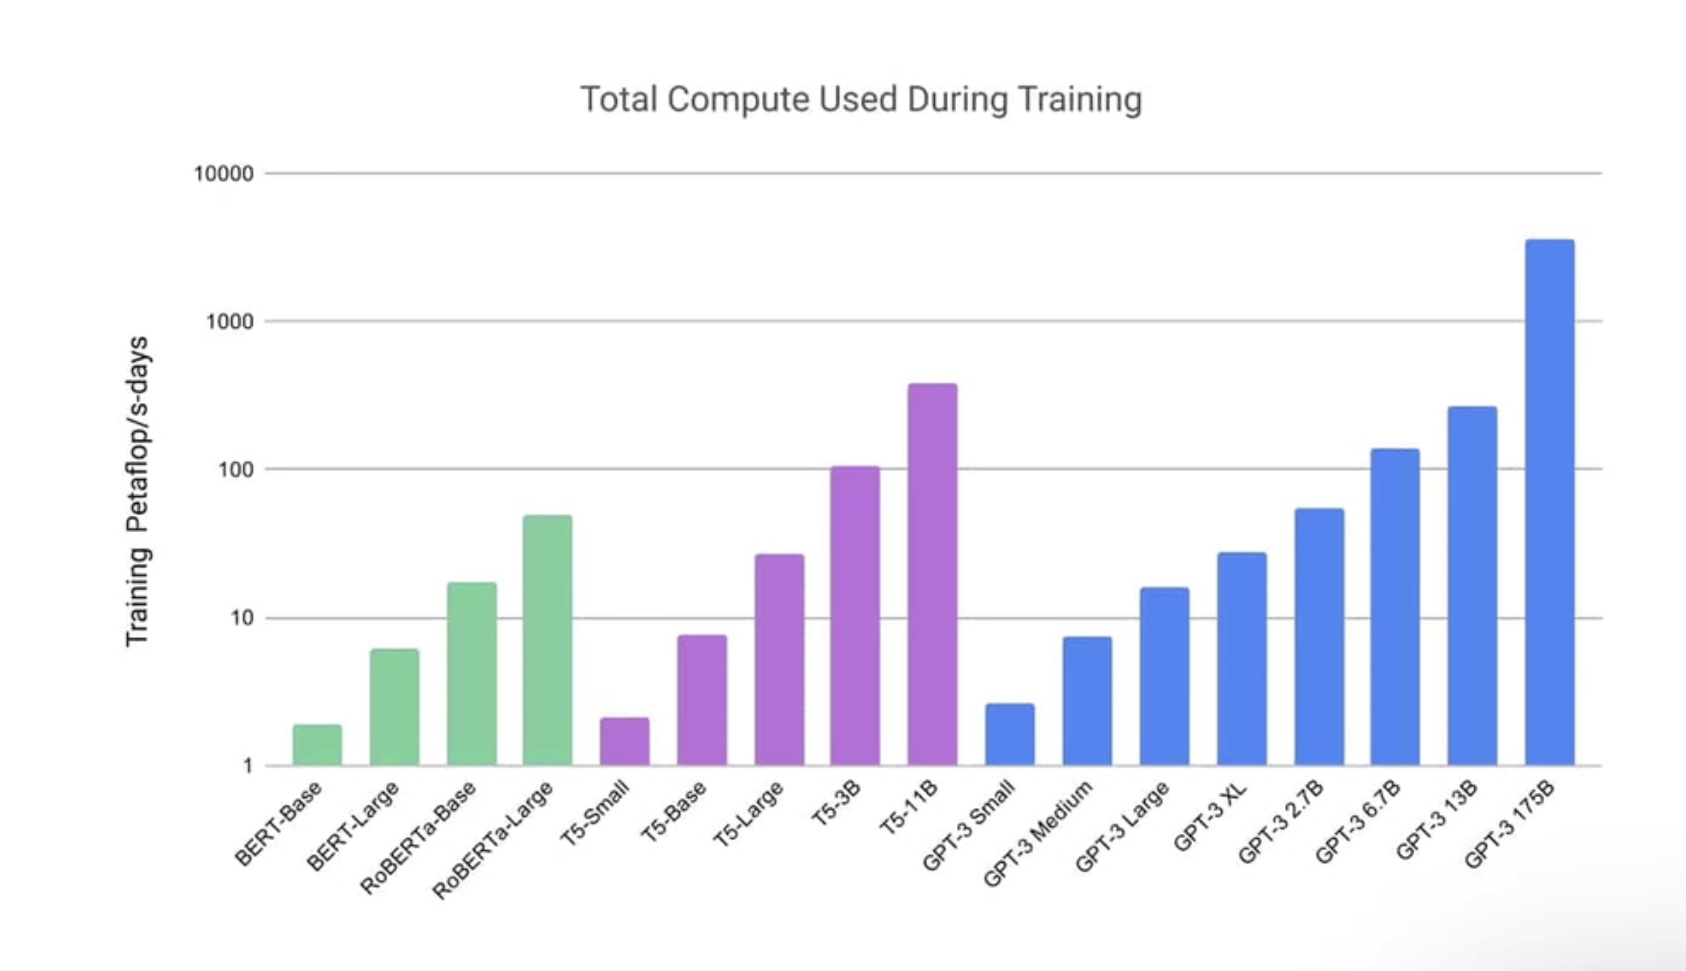 Total Compute Used During Training
Training Petaflop/s-days
10000
1000
100
10
1
BERT-Base
BERT-Large
RoBERTa-Base
RoBERTa-Large
T5-Small
T5-Base
T5-Large
T5-3B
T5-11B
GPT-3 Small
GPT-3 Medium
GPT-3 Large
GPT-3 XL
GPT-3 2.7B
GPT-3 6.7B
GPT-3 13B
GPT-3 175B